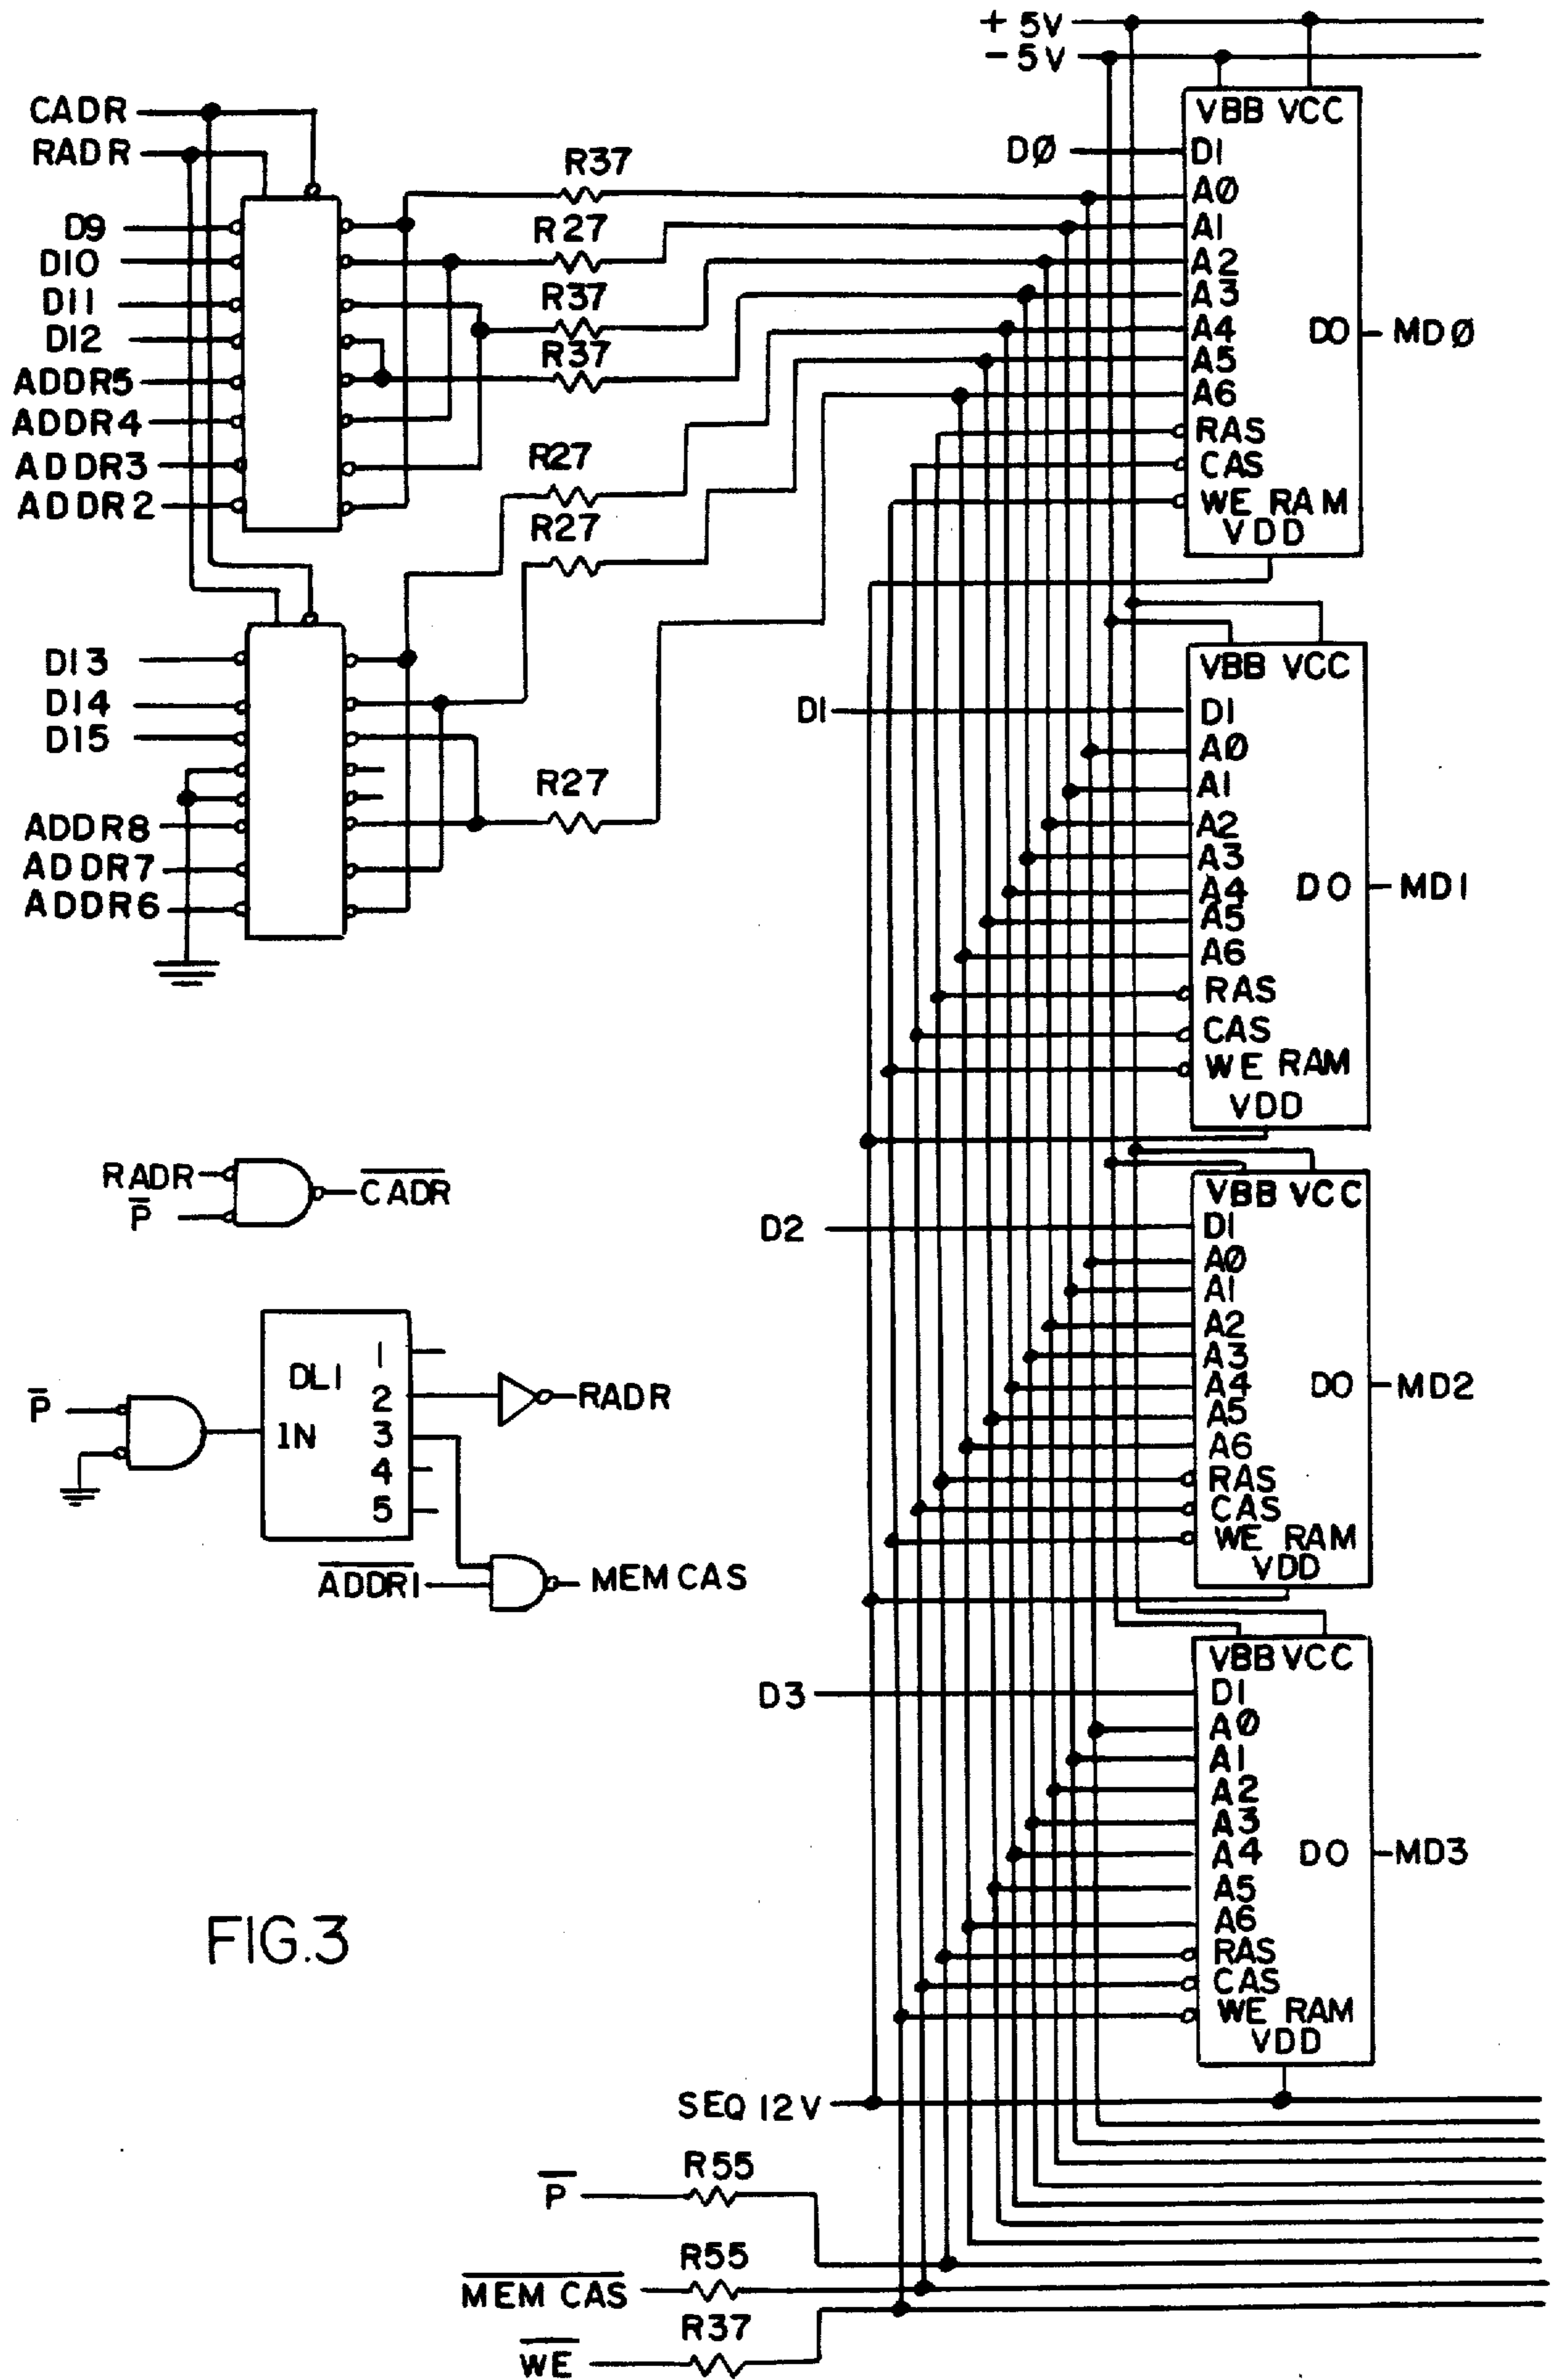 + 5V
- 5V
CADR
RADR
D9
D10
D11
D12
ADDR5
ADDR4
ADDR3
ADDR2
R37
R27
R37
R37
R27
R27
D13
D14
D15
ADDR8
ADDR7
ADDR6
R27
DØ
VBB VCC
DI
AØ
A1
A2
A3
A4
A5
A6
RAS
CAS
WE RAM
VDD
DO
MDØ
D1
VBB VCC
DI
AØ
A1
A2
A3
A4
A5
A6
RAS
CAS
WE RAM
VDD
DO
MD1
RADR
P̅
C̅A̅D̅R̅
D2
VBB VCC
DI
AØ
A1
A2
A3
A4
A5
A6
RAS
CAS
WE RAM
VDD
DO
MD2
P̅
DL1
IN
1
2
3
4
5
RADR
A̅D̅D̅R̅1̅
MEM CAS
D3
VBB VCC
DI
AØ
A1
A2
A3
A4
A5
A6
RAS
CAS
WE RAM
VDD
DO
MD3
FIG.3
SEQ 12V
P̅
R55
M̅E̅M̅ C̅A̅S̅
R55
W̅E̅
R37